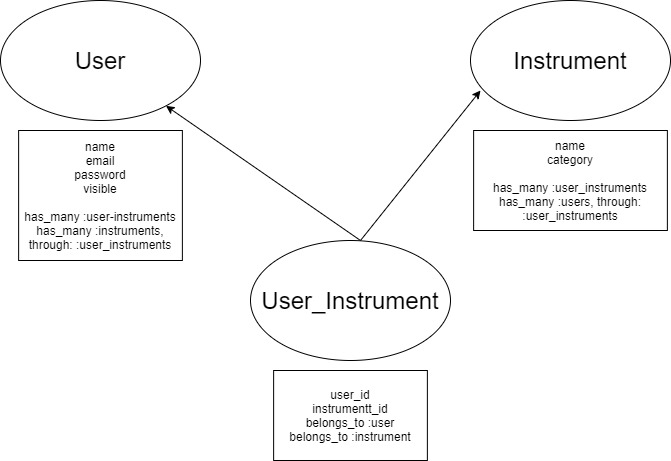 User
name
email
password
visible
has_many :user-instruments
has_many :instruments,
through: :user_instruments
Instrument
name
category
has_many :user_instruments
has_many :users, through:
:user_instruments
User_Instrument
user_id
instrumentt_id
belongs_to :user
belongs_to :instrument